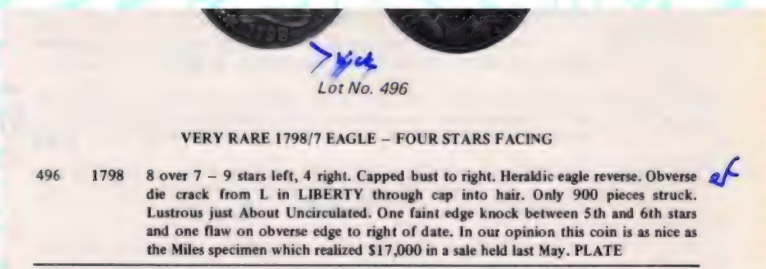 1798
Lot No. 496
VERY RARE 1798/7 EAGLE – FOUR STARS FACING
496 1798 8 over 7 – 9 stars left, 4 right. Capped bust to right. Heraldic eagle reverse. Obverse
die crack from L in LIBERTY through cap into hair. Only 900 pieces struck.
Lustrous just About Uncirculated. One faint edge knock between 5th and 6th stars
and one flaw on obverse edge to right of date. In our opinion this coin is as nice as
the Miles specimen which realized $17,000 in a sale held last May. PLATE